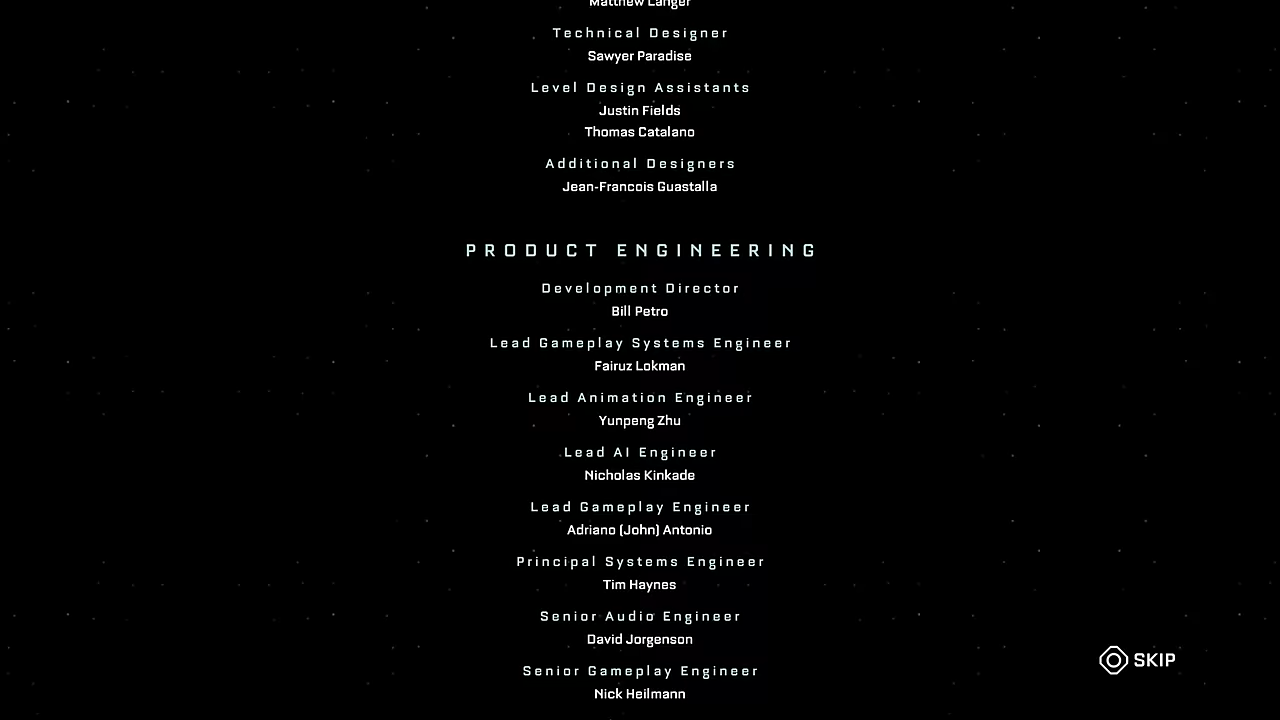 Matthew Langer
Technical Designer
Sawyer Paradise
Level Design Assistants
Justin Fields
Thomas Catalano
Additional Designers
Jean-Francois Guastalla
PRODUCT ENGINEERING
Development Director
Bill Petro
Lead Gameplay Systems Engineer
Fairuz Lokman
Lead Animation Engineer
Yunpeng Zhu
Lead AI Engineer
Nicholas Kinkade
Lead Gameplay Engineer
Adriano (John) Antonio
Principal Systems Engineer
Tim Haynes
Senior Audio Engineer
David Jorgenson
SKIP
Senior Gameplay Engineer
Nick Heilmann